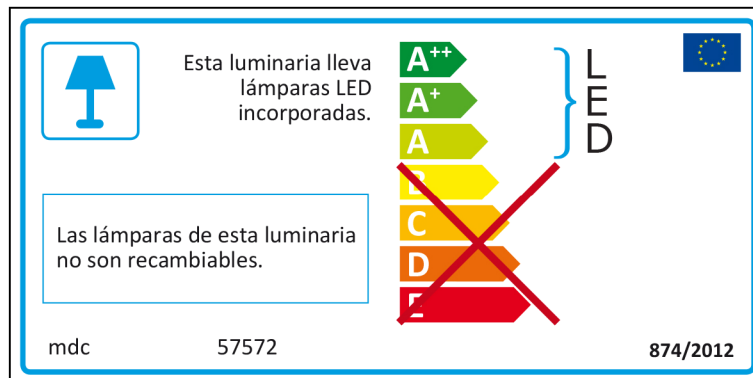 Esta luminaria lleva
lámparas LED
incorporadas.
A++
A+
A
B
C
D
E
L
E
D
Las lámparas de esta luminaria
no son recambiables.
mdc 57572
874/2012